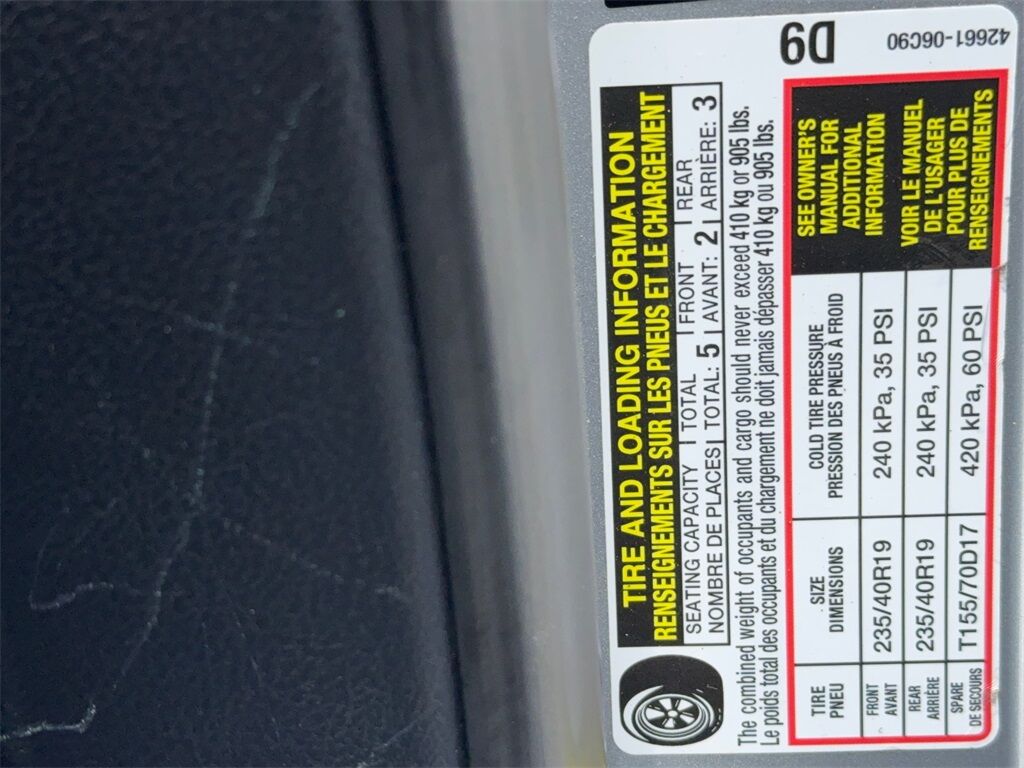 TIRE AND LOADING INFORMATION
RENSEIGNEMENTS SUR LES PNEUS ET LE CHARGEMENT
SEATING CAPACITY | TOTAL | FRONT | REAR
NOMBRE DE PLACES | TOTAL: 5 | AVANT: 2 | ARRIÈRE: 3
The combined weight of occupants and cargo should never exceed 410 kg or 905 lbs.
Le poids total des occupants et du chargement ne doit jamais dépasser 410 kg ou 905 lbs.
D9
42661-06C90
TIRE
PNEU
SIZE
DIMENSIONS
COLD TIRE PRESSURE
PRESSION DES PNEUS À FROID
FRONT
AVANT
235/40R19
240 kPa, 35 PSI
REAR
ARRIÈRE
235/40R19
240 kPa, 35 PSI
SPARE
DE SECOURS
T155/70D17
420 kPa, 60 PSI
SEE OWNER'S
MANUAL FOR
ADDITIONAL
INFORMATION
VOIR LE MANUEL
DE L'USAGER
POUR PLUS DE
RENSEIGNEMENTS